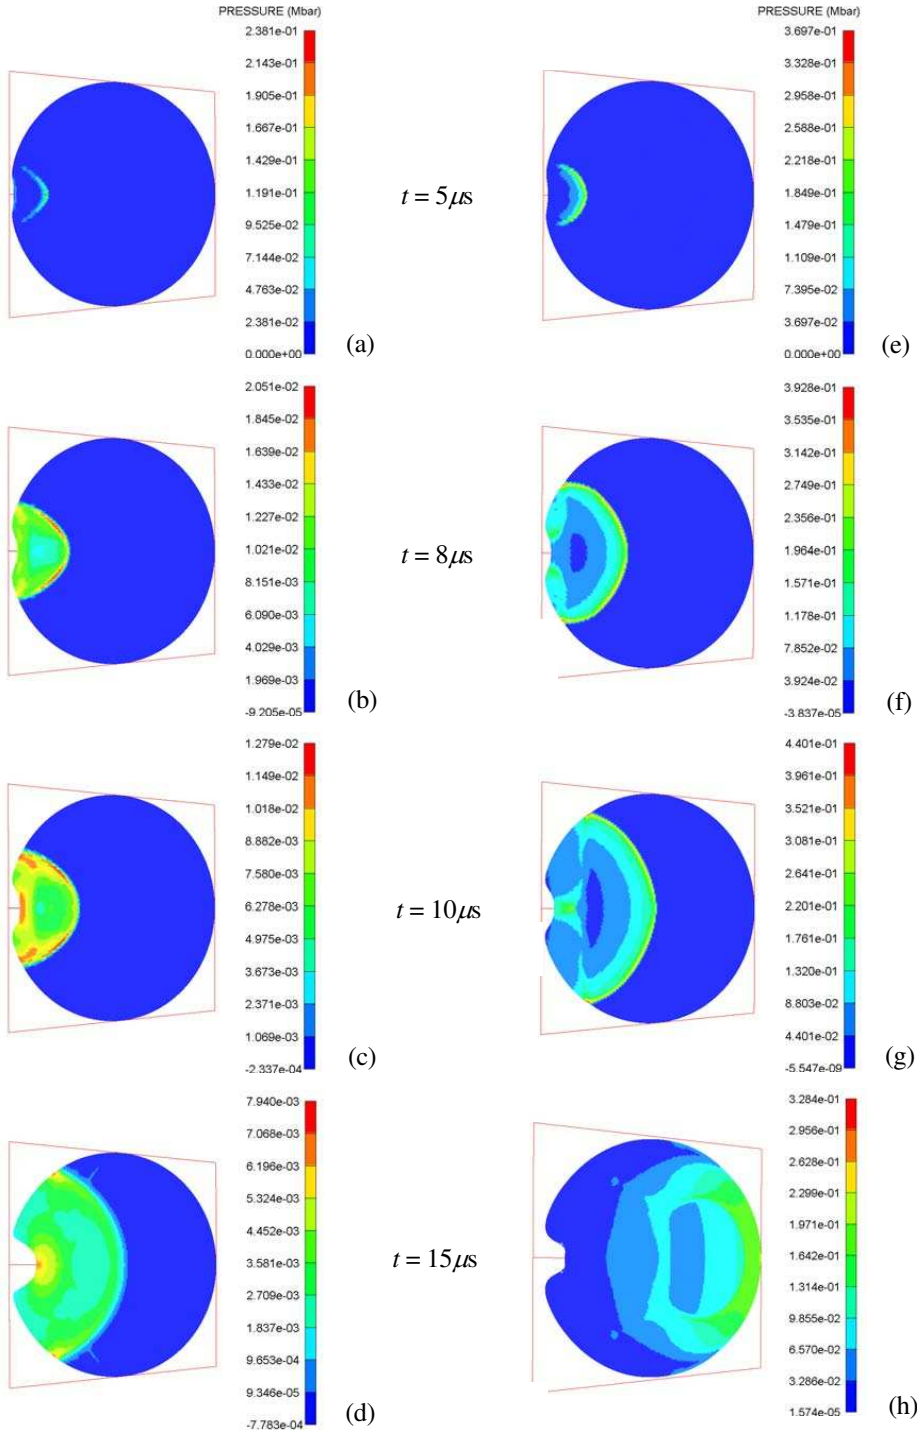 PRESSURE (Mbar)
2.381e-01
2.143e-01
1.905e-01
1.667e-01
1.429e-01
1.191e-01
9.525e-02
7.144e-02
4.763e-02
2.381e-02
0.000e+00
(a)
t = 5μs
PRESSURE (Mbar)
3.697e-01
3.328e-01
2.958e-01
2.588e-01
2.218e-01
1.849e-01
1.479e-01
1.109e-01
7.395e-02
3.697e-02
0.000e+00
(e)
2.051e-02
1.845e-02
1.639e-02
1.433e-02
1.227e-02
1.021e-02
8.151e-03
6.090e-03
4.029e-03
1.969e-03
-9.205e-05
(b)
t = 8μs
3.928e-01
3.535e-01
3.142e-01
2.749e-01
2.356e-01
1.964e-01
1.571e-01
1.178e-01
7.852e-02
3.924e-02
-3.837e-05
(f)
1.279e-02
1.149e-02
1.018e-02
8.882e-03
7.580e-03
6.278e-03
4.975e-03
3.673e-03
2.371e-03
1.069e-03
-2.337e-04
(c)
t = 10μs
4.401e-01
3.961e-01
3.521e-01
3.081e-01
2.641e-01
2.201e-01
1.761e-01
1.320e-01
8.803e-02
4.401e-02
-5.547e-09
(g)
7.940e-03
7.068e-03
6.196e-03
5.324e-03
4.452e-03
3.581e-03
2.709e-03
1.837e-03
9.653e-04
9.346e-05
-7.783e-04
(d)
t = 15μs
3.284e-01
2.956e-01
2.628e-01
2.299e-01
1.971e-01
1.642e-01
1.314e-01
9.855e-02
6.570e-02
3.286e-02
1.574e-05
(h)